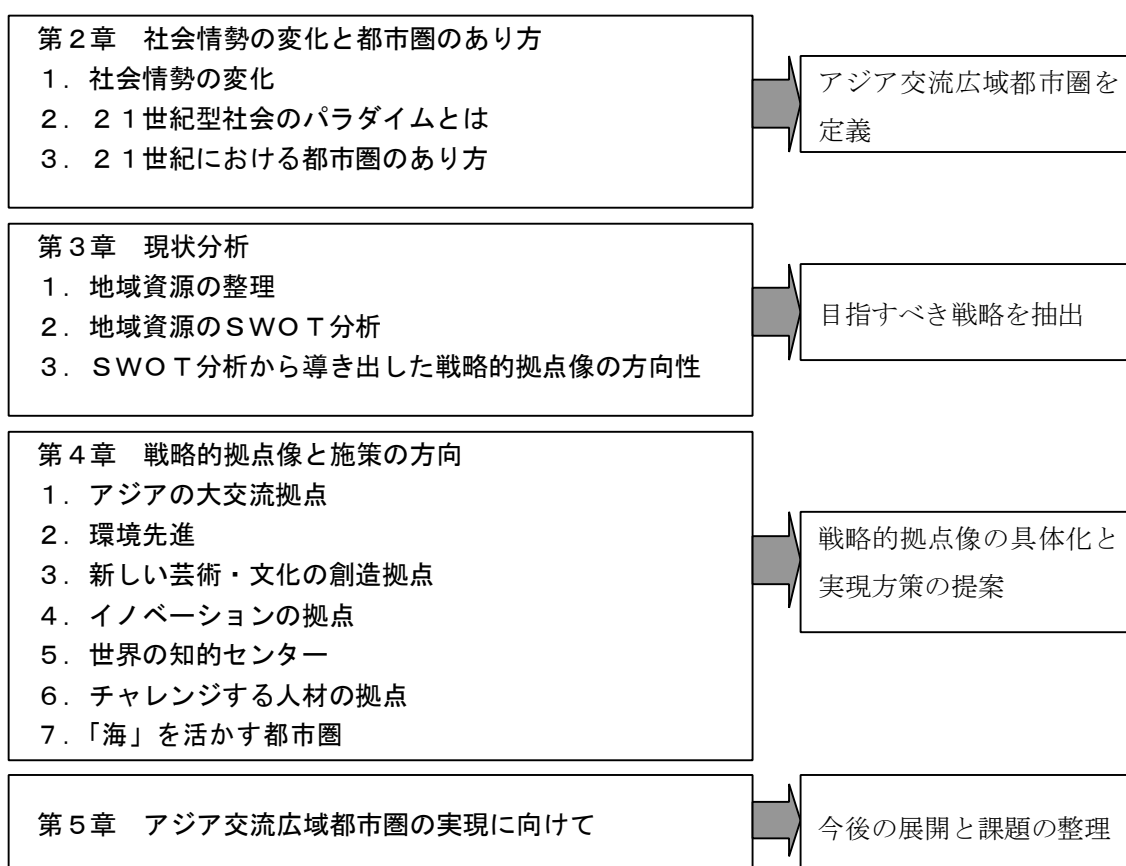 第２章　社会情勢の変化と都市圏のあり方
１．社会情勢の変化
２．２１世紀型社会のパラダイムとは
３．２１世紀における都市圏のあり方
アジア交流広域都市圏を
定義
第３章　現状分析
１．地域資源の整理
２．地域資源のＳＷＯＴ分析
３．ＳＷＯＴ分析から導き出した戦略的拠点像の方向性
目指すべき戦略を抽出
第４章　戦略的拠点像と施策の方向
１．アジアの大交流拠点
２．環境先進
３．新しい芸術・文化の創造拠点
４．イノベーションの拠点
５．世界の知的センター
６．チャレンジする人材の拠点
７．「海」を活かす都市圏
戦略的拠点像の具体化と
実現方策の提案
第５章　アジア交流広域都市圏の実現に向けて
今後の展開と課題の整理